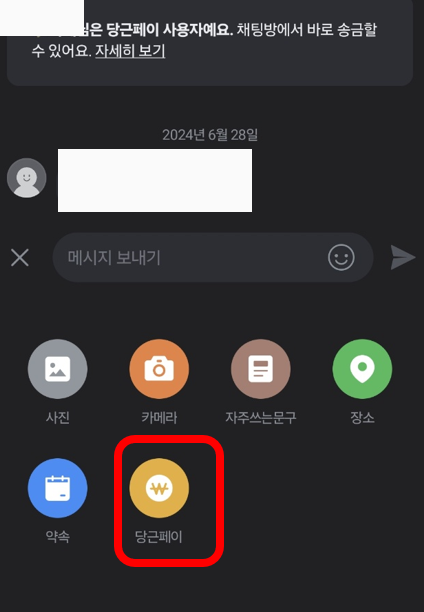 님은 당근페이 사용자예요. 채팅방에서 바로 송금할
수 있어요. 자세히 보기
2024년 6월 28일
메시지 보내기
사진
카메라
자주쓰는문구
장소
약속
₩
당근페이